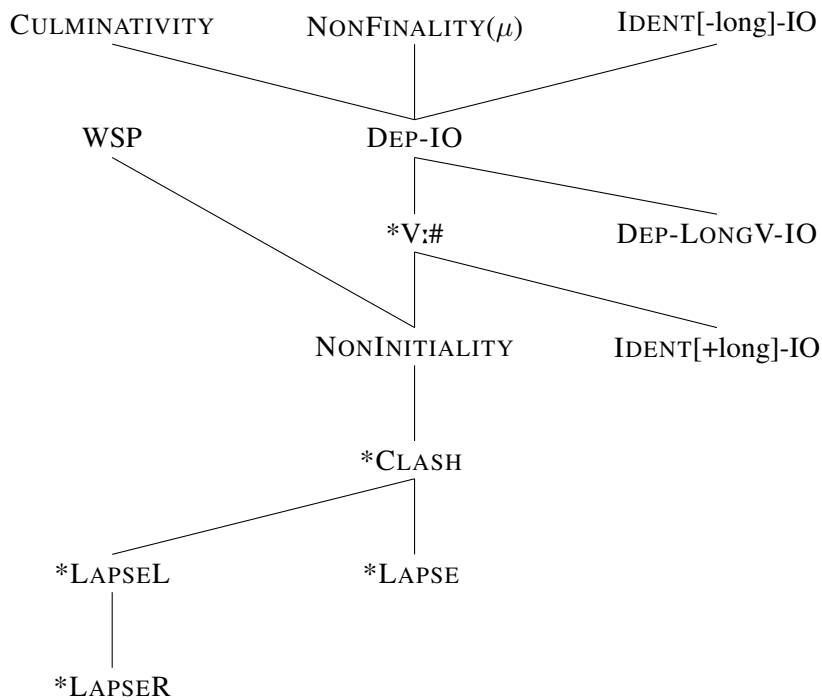 CULMINATIVITY NONFINALITY(μ) IDENT[-long]-IO
WSP DEP-IO
*Vː# DEP-LONGV-IO
NONINITIALITY IDENT[+long]-IO
*CLASH
*LAPSEL *LAPSE
*LAPSER